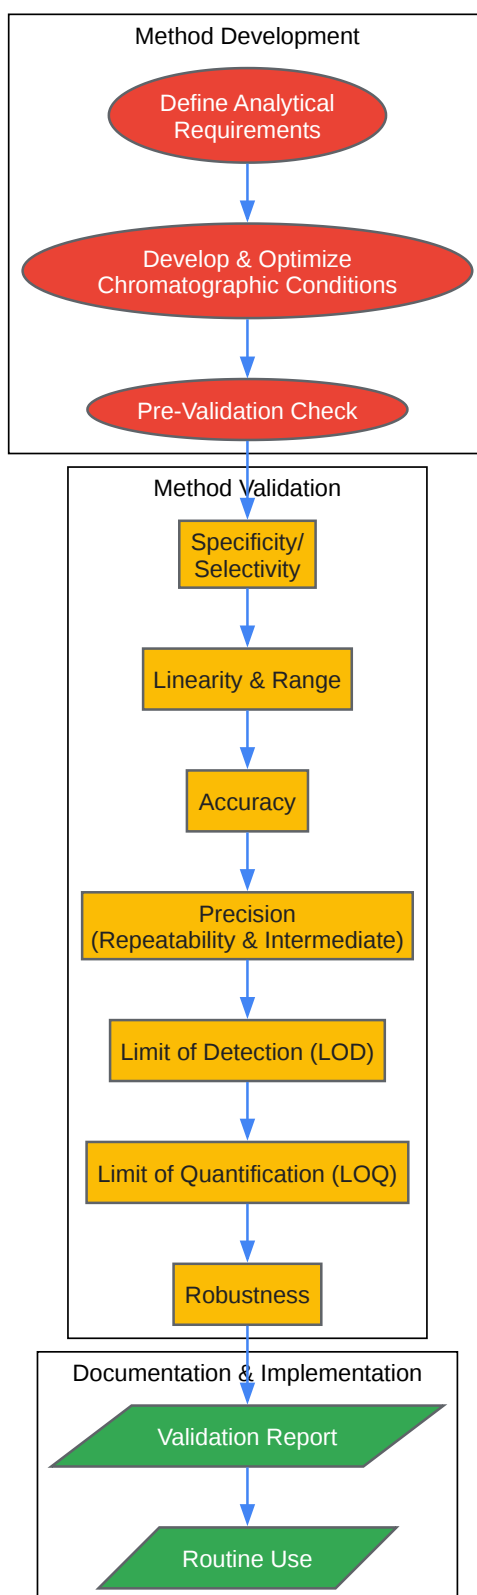 Method Development
Define Analytical
Requirements
Develop & Optimize
Chromatographic Conditions
Pre-Validation Check
Method Validation
Specificity/
Selectivity
Linearity & Range
Accuracy
Precision
(Repeatability & Intermediate)
Limit of Detection (LOD)
Limit of Quantification (LOQ)
Robustness
Documentation & Implementation
Validation Report
Routine Use